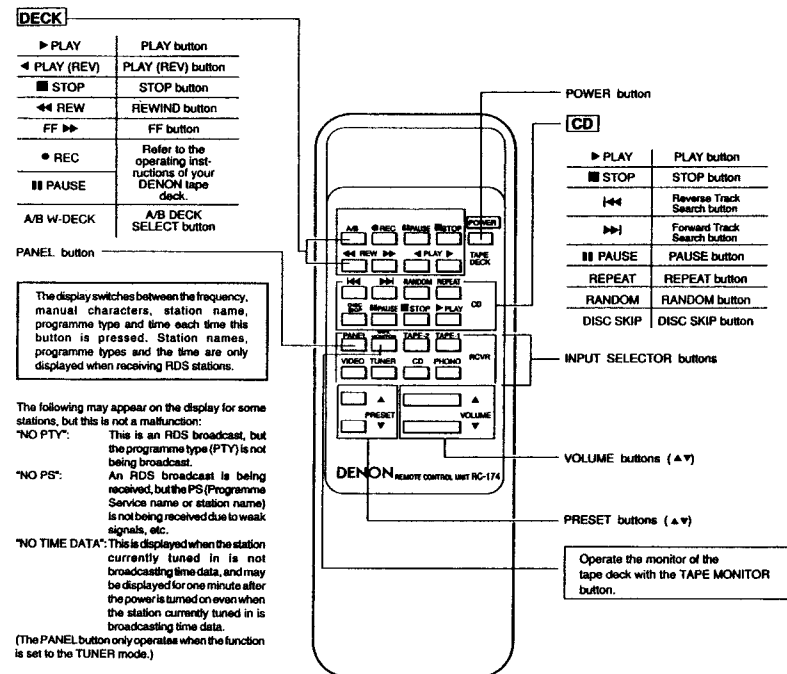 DECK
▶ PLAY PLAY button
◀ PLAY (REV) PLAY (REV) button
■ STOP STOP button
◀◀ REW REWIND button
FF ▶▶ FF button
● REC
▮▮ PAUSE
Refer to the
operating inst-
ructions of your
DENON tape
deck.
A/B W-DECK A/B DECK
SELECT button
PANEL button
The display switches between the frequency,
manual characters, station name,
programme type and time each time this
button is pressed. Station names,
programme types and the time are only
displayed when receiving RDS stations.
The following may appear on the display for some
stations, but this is not a malfunction:
"NO PTY": This is an RDS broadcast, but
the programme type (PTY) is not
being broadcast.
"NO PS": An RDS broadcast is being
received, but the PS (Programme
Service name or station name)
is not being received due to weak
signals, etc.
"NO TIME DATA": This is displayed when the station
currently tuned in is not
broadcasting time data, and may
be displayed for one minute after
the power is turned on even when
the station currently tuned in is
broadcasting time data.
(The PANEL button only operates when the function
is set to the TUNER mode.)
A/B ● REC ▮▮ PAUSE ■ STOP POWER
◀◀ REW ▶▶ ◀ PLAY ▶ TAPE
DECK
|◀◀ ▶▶| RANDOM REPEAT
CD
DISC
SKIP ▮▮ PAUSE ■ STOP ▶ PLAY
PANEL TAPE
MONITOR TAPE-2 TAPE-1
RCVR
VIDEO TUNER CD PHONO
▲ ▲
PRESET VOLUME
▼ ▼
DENON REMOTE CONTROL UNIT RC-174
POWER button
CD
▶ PLAY PLAY button
■ STOP STOP button
|◀◀ Reverse Track
Search button
▶▶| Forward Track
Search button
▮▮ PAUSE PAUSE button
REPEAT REPEAT button
RANDOM RANDOM button
DISC SKIP DISC SKIP button
INPUT SELECTOR buttons
VOLUME buttons (▲▼)
PRESET buttons (▲▼)
Operate the monitor of the
tape deck with the TAPE MONITOR
button.